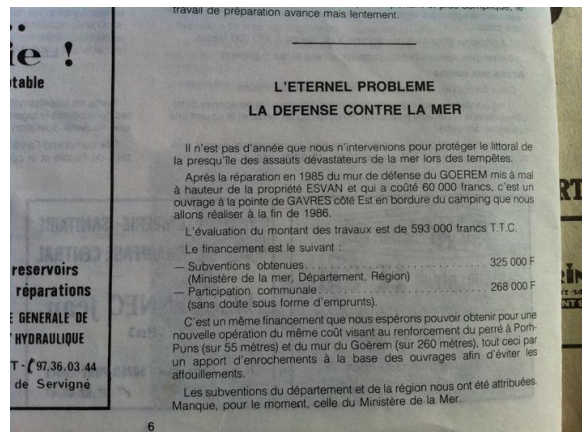 ...
ie !
table
reservoirs
réparations
E GENERALE DE
HYDRAULIQUE
T - 97.36.03.44
de Servigné
travail de préparation avance mais lentement.
L'ETERNEL PROBLEME
LA DEFENSE CONTRE LA MER
Il n'est pas d'année que nous n'intervenions pour protéger le littoral de
la presqu'île des assauts dévastateurs de la mer lors des tempêtes.
Après la réparation en 1985 du mur de défense du GOEREM mis à mal
à hauteur de la propriété ESVAN et qui a coûté 60 000 francs, c'est un
ouvrage à la pointe de GAVRES côté Est en bordure du camping que nous
allons réaliser à la fin de 1986.
L'évaluation du montant des travaux est de 593 000 francs T.T.C.
Le financement est le suivant :
— Subventions obtenues . . . . . . . . . . . . . . . . . . . . . . . . . 325 000 F
(Ministère de la mer, Département, Région)
— Participation communale. . . . . . . . . . . . . . . . . . . . . . . 268 000 F
(sans doute sous forme d'emprunts).
C'est un même financement que nous espérons pouvoir obtenir pour une
nouvelle opération du même coût visant au renforcement du perré à Porh-
Puns (sur 55 mètres) et du mur du Goërem (sur 260 mètres), tout ceci par
un apport d'enrochements à la base des ouvrages afin d'éviter les
affouillements.
Les subventions du département et de la région nous ont été attribuées.
Manque, pour le moment, celle du Ministère de la Mer.
6